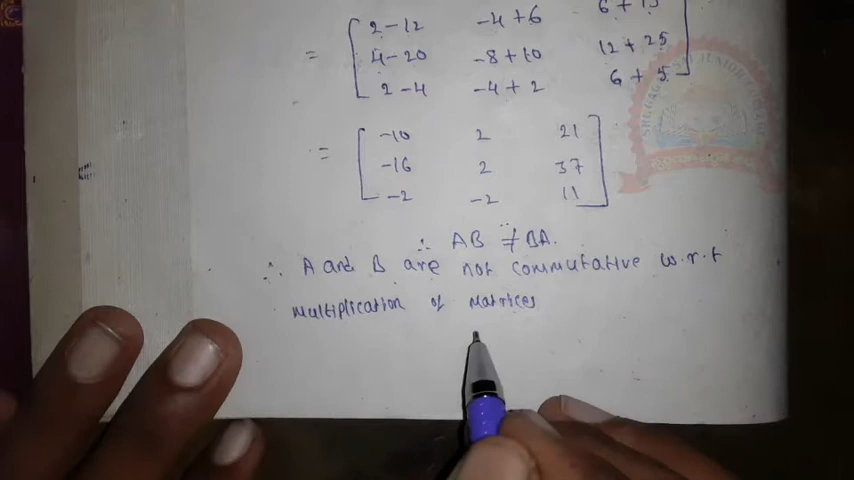 2-12 -4+6 6+15
= 4-20 -8+10 12+25
2-4 -4+2 6+5
-10 2 21
= -16 2 37
-2 -2 11
∴ AB ≠ BA.
∴ A and B are not commutative w.r.t
multiplication of matrices